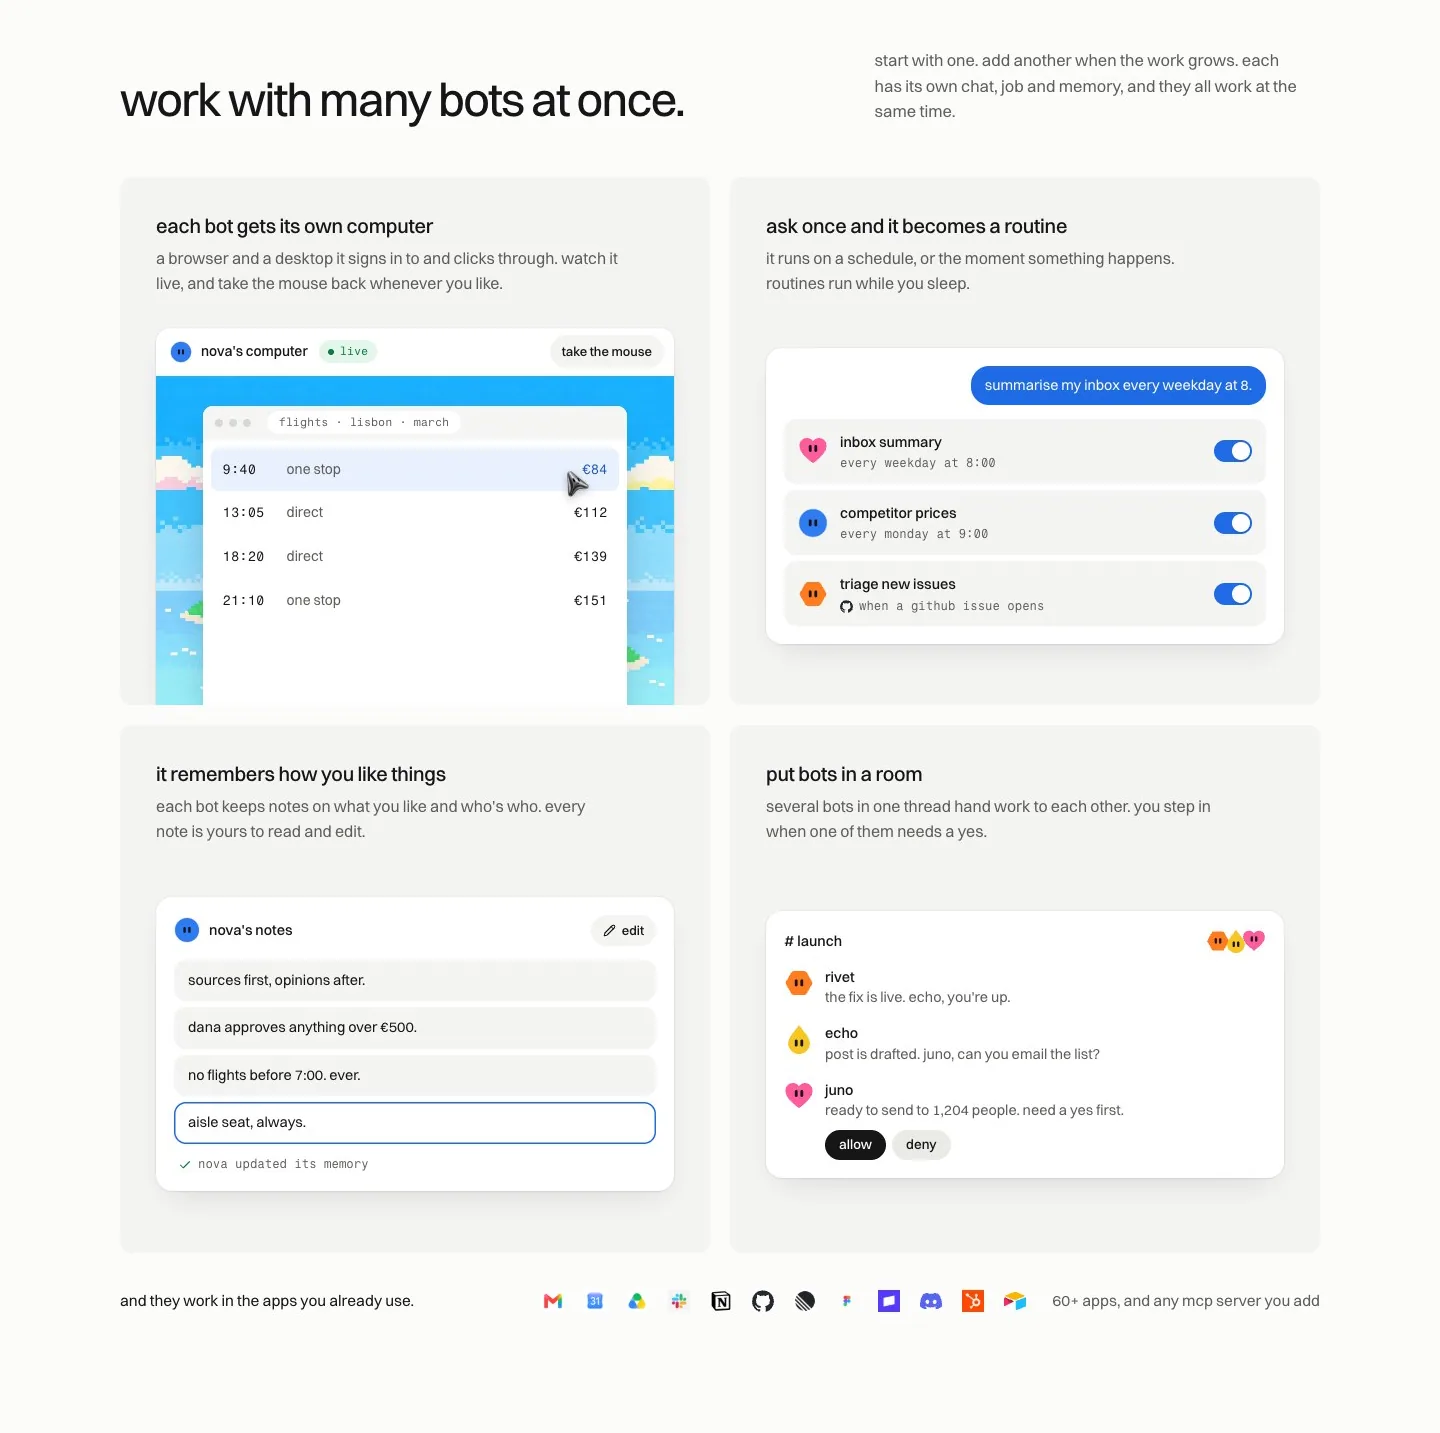 work with many bots at once.
start with one. add another when the work grows. each
has its own chat, job and memory, and they all work at the
same time.
each bot gets its own computer
a browser and a desktop it signs in to and clicks through. watch it
live, and take the mouse back whenever you like.
nova's computer
live
take the mouse
flights · lisbon · march
9:40 one stop €84
13:05 direct €112
18:20 direct €139
21:10 one stop €151
ask once and it becomes a routine
it runs on a schedule, or the moment something happens.
routines run while you sleep.
summarise my inbox every weekday at 8.
inbox summary
every weekday at 8:00
competitor prices
every monday at 9:00
triage new issues
when a github issue opens
it remembers how you like things
each bot keeps notes on what you like and who's who. every
note is yours to read and edit.
nova's notes
edit
sources first, opinions after.
dana approves anything over €500.
no flights before 7:00. ever.
aisle seat, always.
nova updated its memory
put bots in a room
several bots in one thread hand work to each other. you step in
when one of them needs a yes.
# launch
rivet
the fix is live. echo, you're up.
echo
post is drafted. juno, can you email the list?
juno
ready to send to 1,204 people. need a yes first.
allow
deny
and they work in the apps you already use.
31
60+ apps, and any mcp server you add